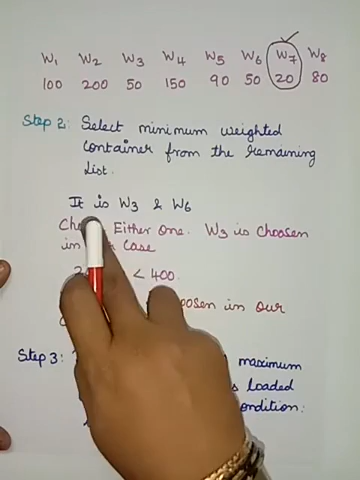 W1 W2 W3 W4 W5 W6 W7 W8
100 200 50 150 90 50 20 80
Step 2: Select minimum weighted
container from the remaining
list.
It is W3 & W6
Either one. W3 is choosen
in case
< 400
in our
Step 3: maximum
loaded
condition: